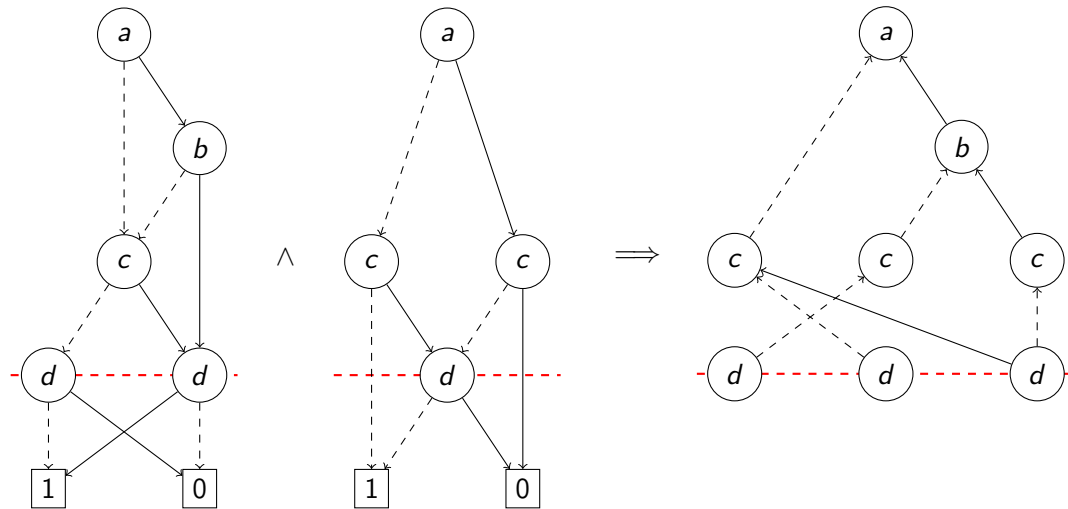 a a a
b b
∧ ⟹
c c c c c c
d d d d d d
1 0 1 0